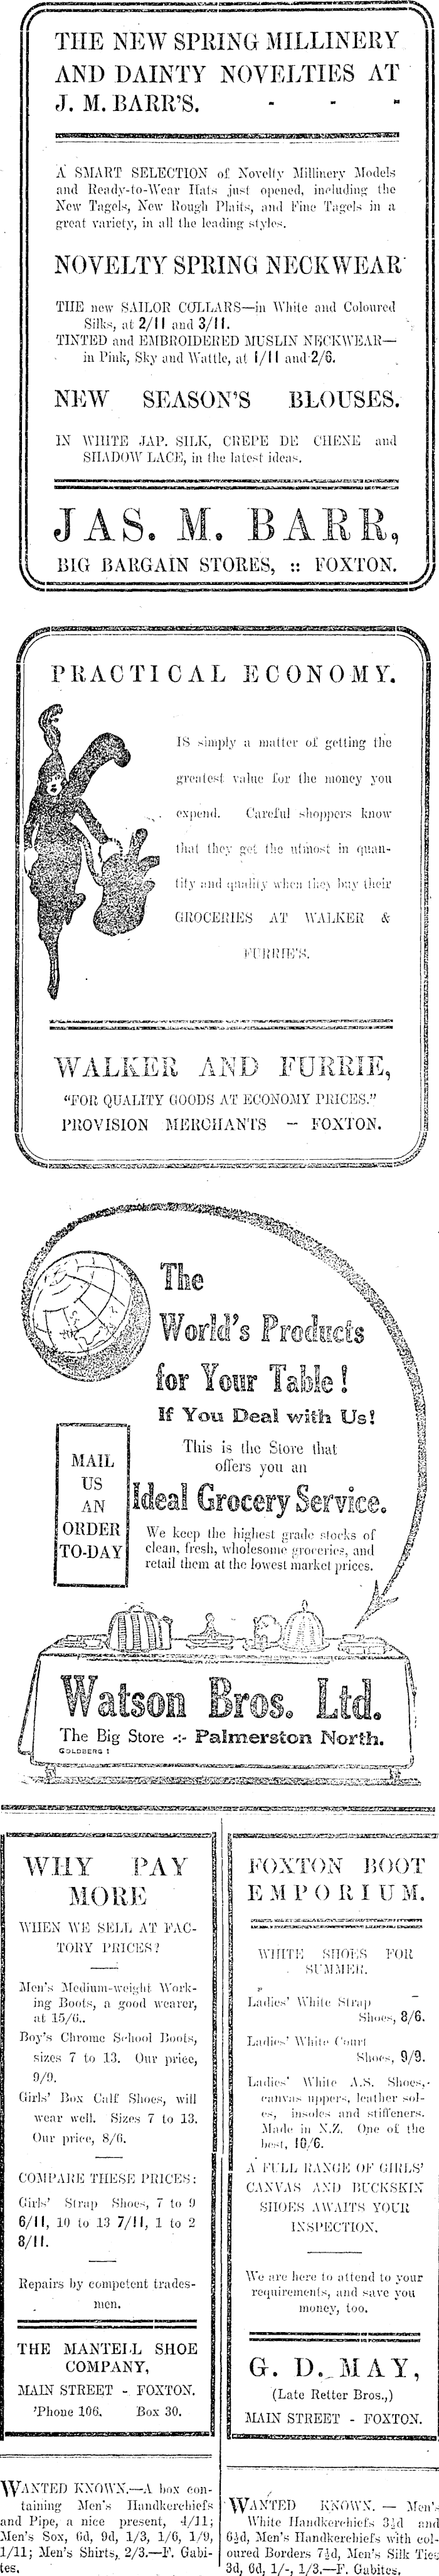 THE NEW SPRING MILLINERY
AND DAINTY NOVELTIES AT
J. M. BARR'S. - - -
A SMART SELECTION of Novelty Millinery Models
and Ready-to-Wear Hats just opened, including the
New Tagels, New Rough Plaits, and Fine Tagels in a
great variety, in all the leading styles.
NOVELTY SPRING NECKWEAR
THE new SAILOR COLLARS—in White and Coloured
Silks, at 2/11 and 3/11.
TINTED and EMBROIDERED MUSLIN NECKWEAR—
in Pink, Sky and Wattle, at 1/11 and 2/6.
NEW SEASON'S BLOUSES.
IN WHITE JAP. SILK, CREPE DE CHENE and
SHADOW LACE, in the latest ideas.
JAS. M. BARR,
BIG BARGAIN STORES, :: FOXTON.
PRACTICAL ECONOMY.
IS simply a matter of getting the
greatest value for the money you
expend. Careful shoppers know
that they get the utmost in quan-
tity and quality when they buy their
GROCERIES AT WALKER &
FURRIE'S.
WALKER AND FURRIE,
"FOR QUALITY GOODS AT ECONOMY PRICES."
PROVISION MERCHANTS – FOXTON.
The
World's Products
for Your Table!
If You Deal with Us!
This is the Store that
offers you an
Ideal Grocery Service.
MAIL
US
AN
ORDER
TO-DAY
We keep the highest grade stocks of
clean, fresh, wholesome groceries, and
retail them at the lowest market prices.
Watson Bros. Ltd.
The Big Store -:- Palmerston North.
GOLDBERG 1
WHY PAY
MORE
WHEN WE SELL AT FAC-
TORY PRICES?
Men's Medium-weight Work-
ing Boots, a good wearer,
at 15/6..
Boy's Chrome School Boots,
sizes 7 to 13. Our price,
9/9.
Girls' Box Calf Shoes, will
wear well. Sizes 7 to 13.
Our price, 8/6.
COMPARE THESE PRICES:
Girls' Strap Shoes, 7 to 9
6/11, 10 to 13 7/11, 1 to 2
8/11.
Repairs by competent trades-
men.
THE MANTELL SHOE
COMPANY,
MAIN STREET - FOXTON.
'Phone 106. Box 30.
WANTED KNOWN.—A box con-
taining Men's Handkerchiefs
and Pipe, a nice present, 4/11;
Men's Sox, 6d, 9d, 1/3, 1/6, 1/9,
1/11; Men's Shirts, 2/3.—F. Gabi-
tes.
FOXTON BOOT
EMPORIUM.
WHITE SHOES FOR
SUMMER.
Ladies' White Strap
Shoes, 8/6.
Ladies' White Court
Shoes, 9/9.
Ladies' White A.S. Shoes,
canvas uppers, leather sol-
es, insoles and stiffeners.
Made in N.Z. One of the
best, 10/6.
A FULL RANGE OF GIRLS'
CANVAS AND BUCKSKIN
SHOES AWAITS YOUR
INSPECTION.
We are here to attend to your
requirements, and save you
money, too.
G. D. MAY,
(Late Retter Bros.,)
MAIN STREET - FOXTON.
WANTED KNOWN. — Men's
White Handkerchiefs 3½d and
6½d, Men's Handkerchiefs with col-
oured Borders 7½d, Men's Silk Ties
3d, 6d, 1/-, 1/3.—F. Gabites.